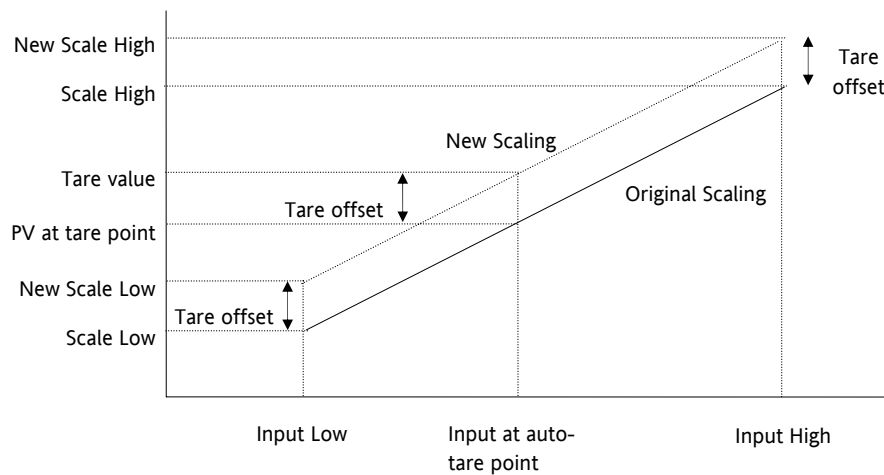 New Scale High
Tare
offset
Scale High
New Scaling
Tare value
Original Scaling
Tare offset
PV at tare point
New Scale Low
Tare offset
Scale Low
Input Low
Input at auto-
tare point
Input High